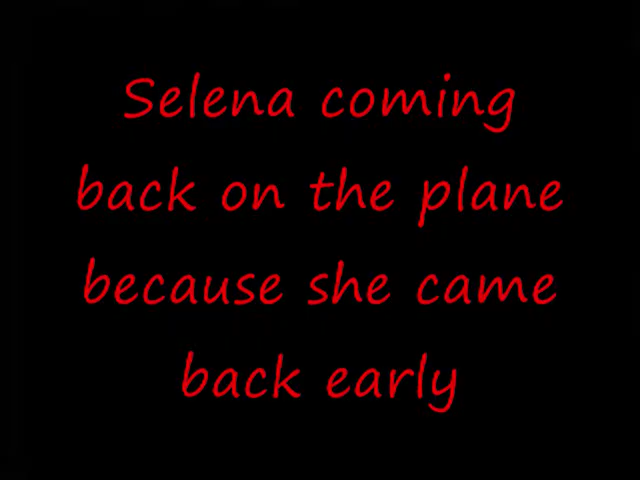 Selena coming
back on the plane
because she came
back early